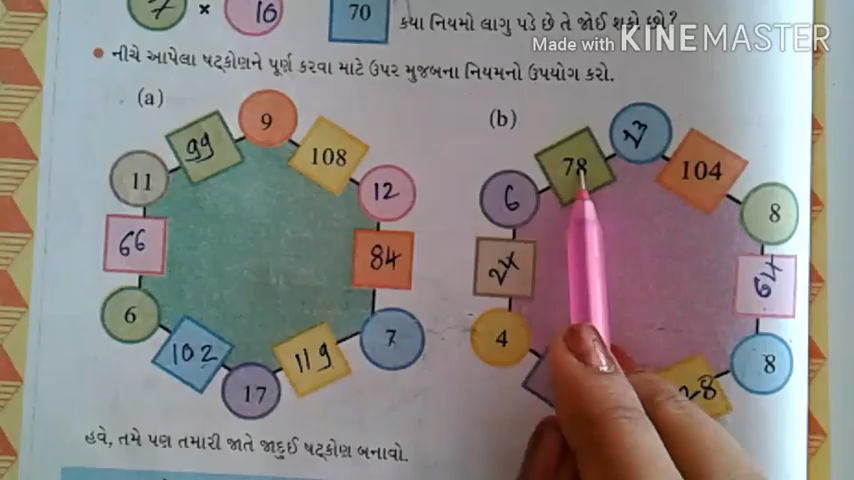 7 × 16 70 ક્યા નિયમો લાગુ પડે છે તે જોઈ શકો છો?
Made with KINEMASTER
• નીચે આપેલા ષટ્કોણને પૂર્ણ કરવા માટે ઉપર મુજબના નિયમનો ઉપયોગ કરો.
(a) (b)
9 13
99 108 78 104
11 12 6 8
66 84 24 64
6 7 4 8
102 119 28
17
હવે, તમે પણ તમારી જાતે જાદુઈ ષટ્કોણ બનાવો.